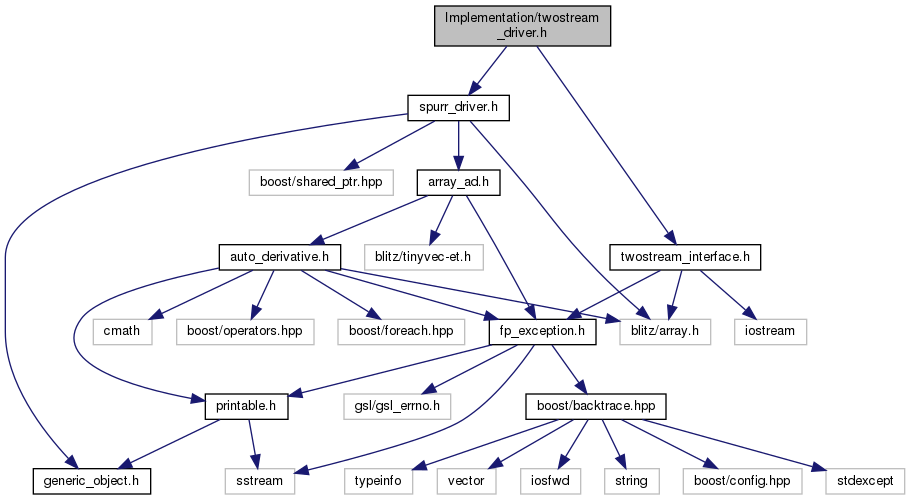 Implementation/twostream
_driver.h
spurr_driver.h
boost/shared_ptr.hpp
array_ad.h
auto_derivative.h
blitz/tinyvec-et.h
twostream_interface.h
cmath
boost/operators.hpp
boost/foreach.hpp
fp_exception.h
blitz/array.h
iostream
printable.h
gsl/gsl_errno.h
boost/backtrace.hpp
generic_object.h
sstream
typeinfo
vector
iosfwd
string
boost/config.hpp
stdexcept